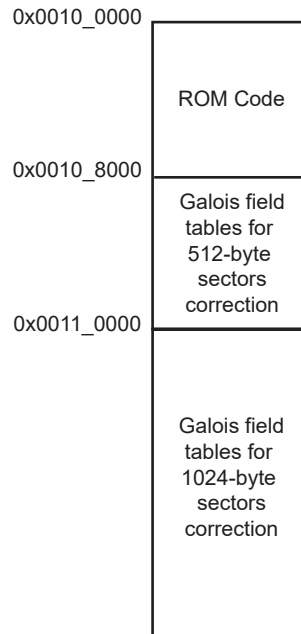 0x0010_0000
ROM Code
0x0010_8000
Galois field
tables for
512-byte
sectors
correction
0x0011_0000
Galois field
tables for
1024-byte
sectors
correction